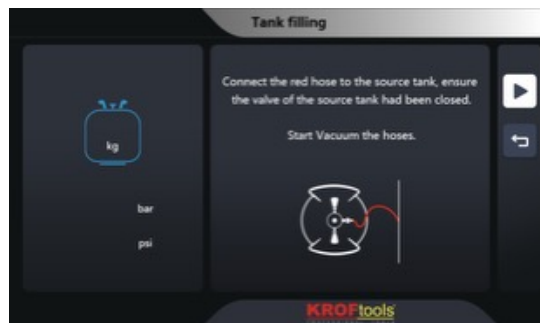 Tank filling
Connect the red hose to the source tank, ensure
the valve of the source tank had been closed.
Start Vacuum the hoses.
kg
bar
psi
KROFtools